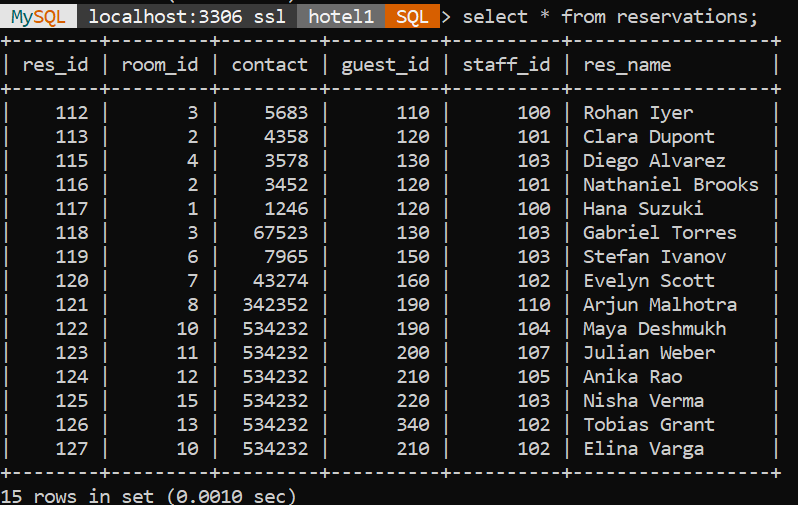 MySQL localhost:3306 ssl hotel1 SQL > select * from reservations;
+--------+---------+---------+----------+----------+------------------+
| res_id | room_id | contact | guest_id | staff_id | res_name         |
+--------+---------+---------+----------+----------+------------------+
|    112 |       3 |    5683 |      110 |      100 | Rohan Iyer       |
|    113 |       2 |    4358 |      120 |      101 | Clara Dupont     |
|    115 |       4 |    3578 |      130 |      103 | Diego Alvarez    |
|    116 |       2 |    3452 |      120 |      101 | Nathaniel Brooks |
|    117 |       1 |    1246 |      120 |      100 | Hana Suzuki      |
|    118 |       3 |   67523 |      130 |      103 | Gabriel Torres   |
|    119 |       6 |    7965 |      150 |      103 | Stefan Ivanov    |
|    120 |       7 |   43274 |      160 |      102 | Evelyn Scott     |
|    121 |       8 |  342352 |      190 |      110 | Arjun Malhotra   |
|    122 |      10 |  534232 |      190 |      104 | Maya Deshmukh    |
|    123 |      11 |  534232 |      200 |      107 | Julian Weber     |
|    124 |      12 |  534232 |      210 |      105 | Anika Rao        |
|    125 |      15 |  534232 |      220 |      103 | Nisha Verma      |
|    126 |      13 |  534232 |      340 |      102 | Tobias Grant     |
|    127 |      10 |  534232 |      210 |      102 | Elina Varga      |
+--------+---------+---------+----------+----------+------------------+
15 rows in set (0.0010 sec)